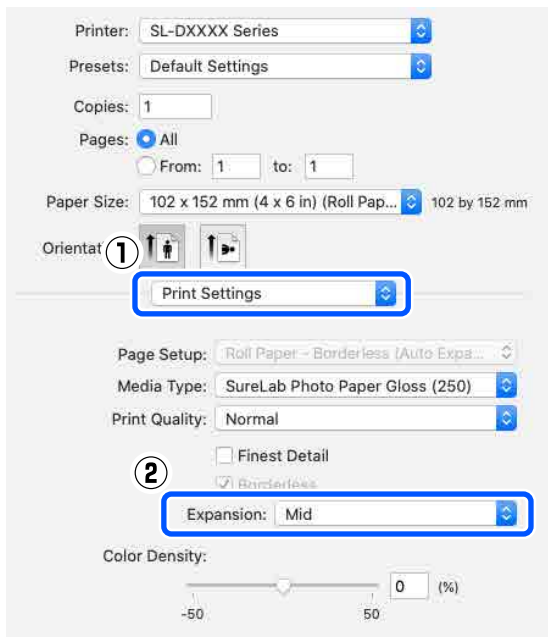 Printer: SL-DXXXX Series
Presets: Default Settings
Copies: 1
Pages: All
From: 1 to: 1
Paper Size: 102 x 152 mm (4 x 6 in) (Roll Pap... 102 by 152 mm
Orientat
①
Print Settings
Page Setup: Roll Paper - Borderless (Auto Expa...
Media Type: SureLab Photo Paper Gloss (250)
Print Quality: Normal
Finest Detail
②
Borderless
Expansion: Mid
Color Density:
0 (%)
-50 50